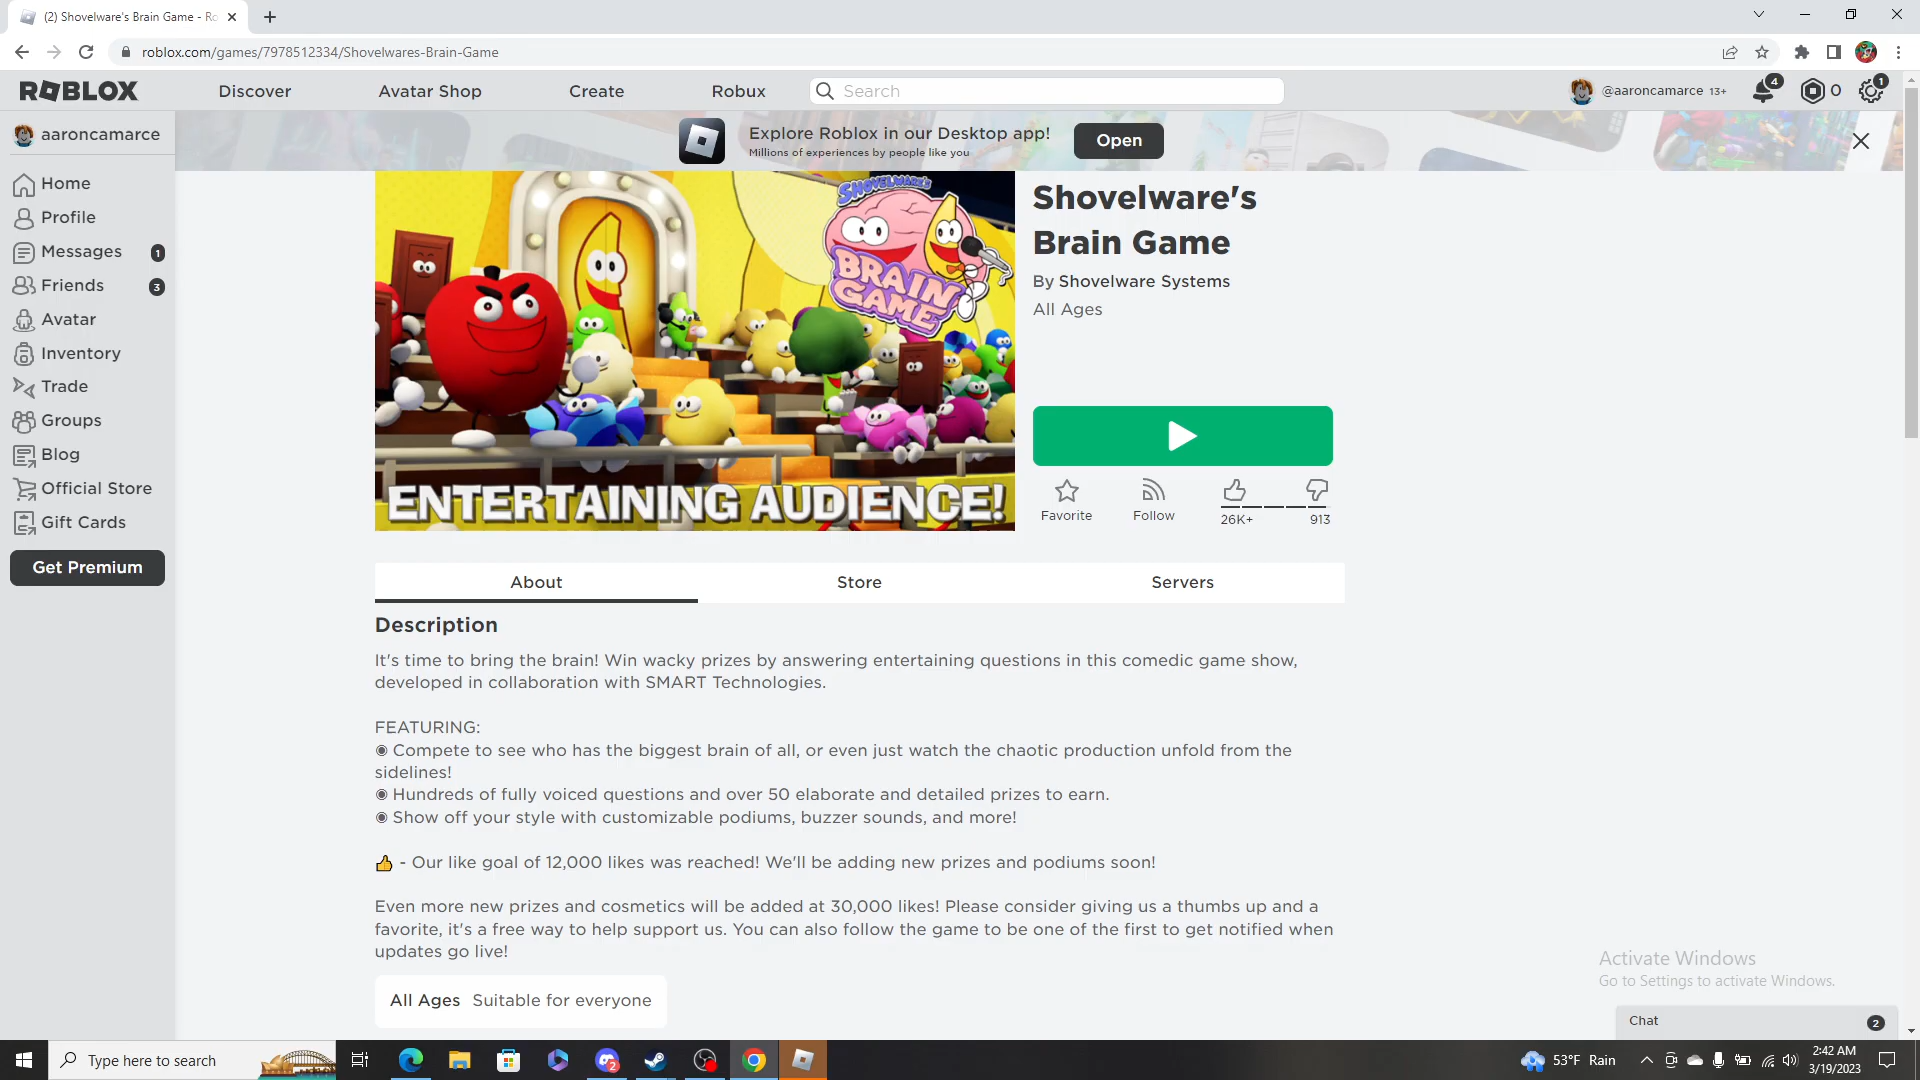 (2) Shovelware's Brain Game - Ro
roblox.com/games/7978512334/Shovelwares-Brain-Game
ROBLOX
Discover
Avatar Shop
Create
Robux
Search
@aaroncamarce 13+
4
0
1
aaroncamarce
Explore Roblox in our Desktop app!
Millions of experiences by people like you
Open
Home
Profile
Messages 1
Friends 3
Avatar
Inventory
Trade
Groups
Blog
Official Store
Gift Cards
Get Premium
SHOVELWARE'S
BRAIN
GAME
ENTERTAINING AUDIENCE!
Shovelware's
Brain Game
By Shovelware Systems
All Ages
Favorite
Follow
26K+
913
About
Store
Servers
Description
It's time to bring the brain! Win wacky prizes by answering entertaining questions in this comedic game show,
developed in collaboration with SMART Technologies.
FEATURING:
◉ Compete to see who has the biggest brain of all, or even just watch the chaotic production unfold from the
sidelines!
◉ Hundreds of fully voiced questions and over 50 elaborate and detailed prizes to earn.
◉ Show off your style with customizable podiums, buzzer sounds, and more!
👍 - Our like goal of 12,000 likes was reached! We'll be adding new prizes and podiums soon!
Even more new prizes and cosmetics will be added at 30,000 likes! Please consider giving us a thumbs up and a
favorite, it's a free way to help support us. You can also follow the game to be one of the first to get notified when
updates go live!
All Ages Suitable for everyone
Activate Windows
Go to Settings to activate Windows.
Chat
2
Type here to search
2
53°F Rain
2:42 AM
3/19/2023